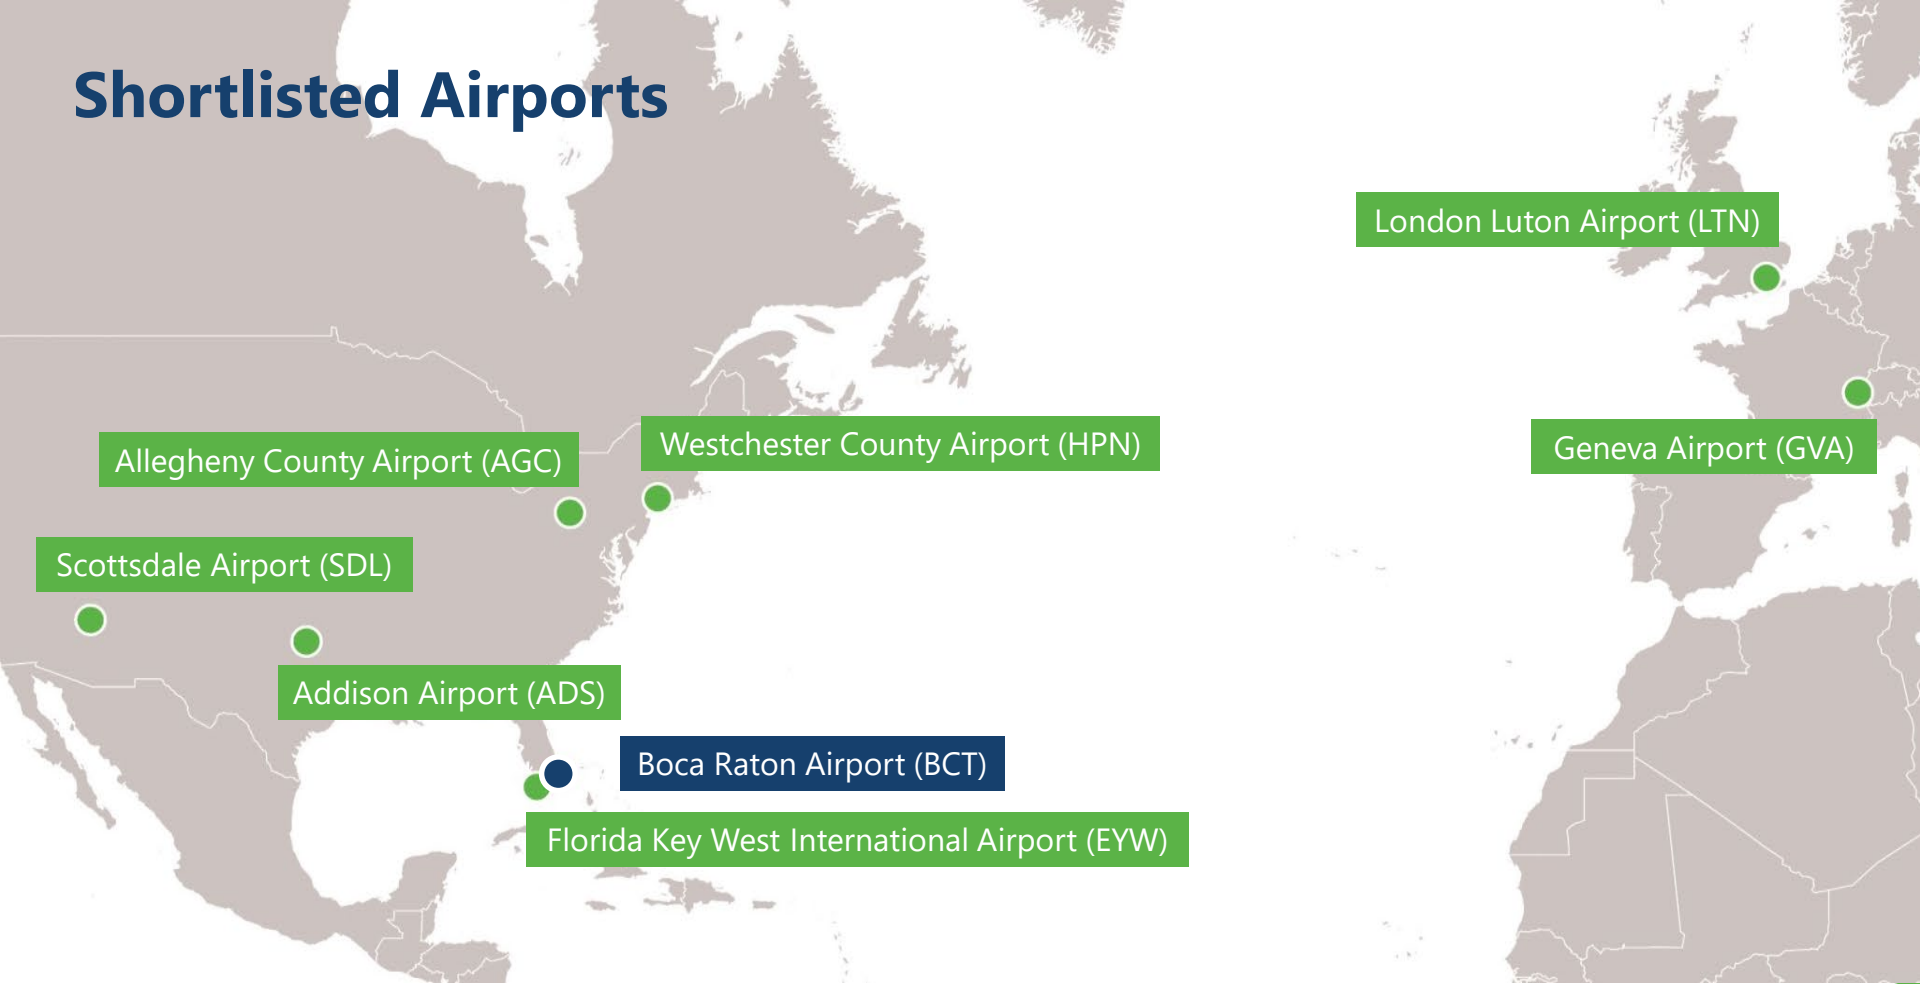 Shortlisted Airports
London Luton Airport (LTN)
Westchester County Airport (HPN)
Geneva Airport (GVA)
Allegheny County Airport (AGC)
Scottsdale Airport (SDL)
Addison Airport (ADS)
Boca Raton Airport (BCT)
Florida Key West International Airport (EYW)